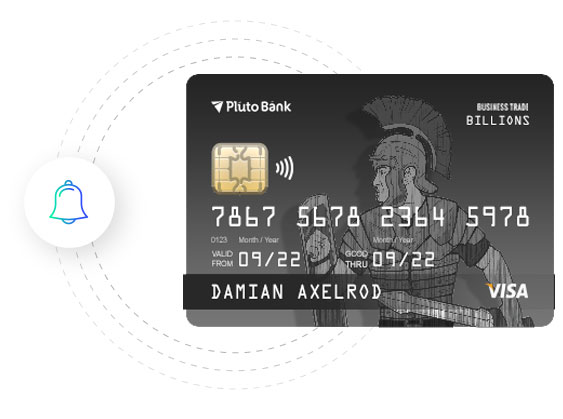 Pluto Bank
BUSINESS TRADI
BILLIONS
7867 5678 2364 5978
0123 Month / Year Month / Year
VALID FROM 09/22 GOOD THRU 09/22
DAMIAN AXELROD VISA